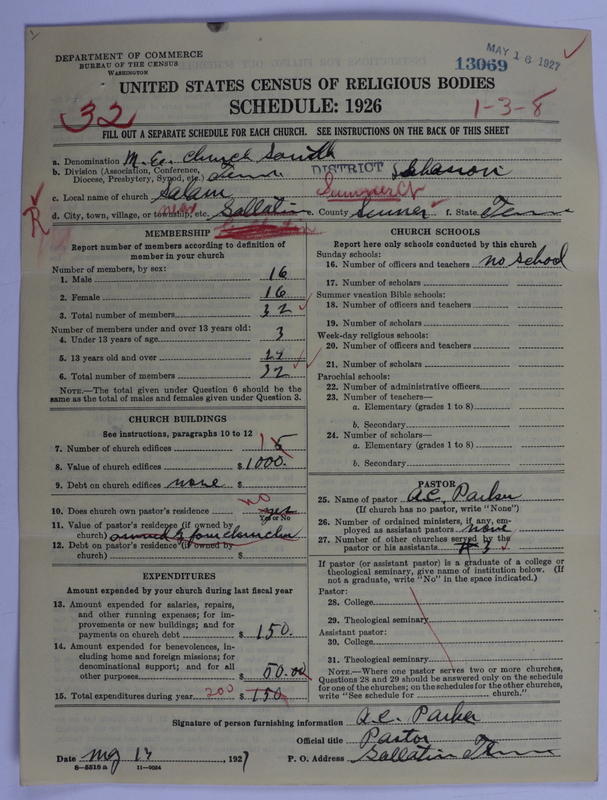 DEPARTMENT OF COMMERCE
BUREAU OF THE CENSUS
WASHINGTON
13069
MAY 16 1927
UNITED STATES CENSUS OF RELIGIOUS BODIES
SCHEDULE: 1926
32
1-3-8
FILL OUT A SEPARATE SCHEDULE FOR EACH CHURCH. SEE INSTRUCTIONS ON THE BACK OF THIS SHEET
a. Denomination M. E. Church South
b. Division (Association, Conference, Diocese, Presbytery, Synod, etc.) Tenn DISTRICT Lebanon
c. Local name of church Salam Sumner Ct
d. City, town, village, or township, etc. near Gallatin e. County Sumner f. State Tenn
R
MEMBERSHIP
Report number of members according to definition of
member in your church
Number of members, by sex:
1. Male 16
2. Female 16
3. Total number of members 32
Number of members under and over 13 years old:
4. Under 13 years of age 3
5. 13 years old and over 29
6. Total number of members 32
NOTE.—The total given under Question 6 should be
same as the total of males and females given under Question 3.
CHURCH BUILDINGS
See instructions, paragraphs 10 to 12
7. Number of church edifices 1
8. Value of church edifices $ 1000.
9. Debt on church edifices none $
10. Does church own pastor's residence no yes
Yes or No
11. Value of pastor's residence (if owned by
church) owned by four churches
12. Debt on pastor's residence (if owned by
church) $
EXPENDITURES
Amount expended by your church during last fiscal year
13. Amount expended for salaries, repairs,
and other running expenses; for im-
provements or new buildings; and for
payments on church debt $ 150.
14. Amount expended for benevolences, in-
cluding home and foreign missions; for
denominational support; and for all
other purposes $ 50.00
15. Total expenditures during year 200 $ 150
CHURCH SCHOOLS
Report here only schools conducted by this church
Sunday schools:
16. Number of officers and teachers no school
17. Number of scholars
Summer vacation Bible schools:
18. Number of officers and teachers
19. Number of scholars
Week-day religious schools:
20. Number of officers and teachers
21. Number of scholars
Parochial schools:
22. Number of administrative officers
23. Number of teachers—
a. Elementary (grades 1 to 8)
b. Secondary
24. Number of scholars—
a. Elementary (grades 1 to 8)
b. Secondary
PASTOR
25. Name of pastor A.C. Parker
(If church has no pastor, write "None")
26. Number of ordained ministers, if any, em-
ployed as assistant pastors none
27. Number of other churches served by the
pastor or his assistants 3
If pastor (or assistant pastor) is a graduate of a college or
theological seminary, give name of institution below. (If
not a graduate, write "No" in the space indicated.)
Pastor:
28. College
29. Theological seminary
Assistant pastor:
30. College
31. Theological seminary
NOTE.—Where one pastor serves two or more churches,
Questions 28 and 29 should be answered only on the schedule
for one of the churches; on the schedules for the other churches,
write "See schedule for church."
Signature of person furnishing information A.C. Parker
Official title Pastor
Date 13, 1927 P. O. Address Gallatin Tenn
8—5516 a 11—9024